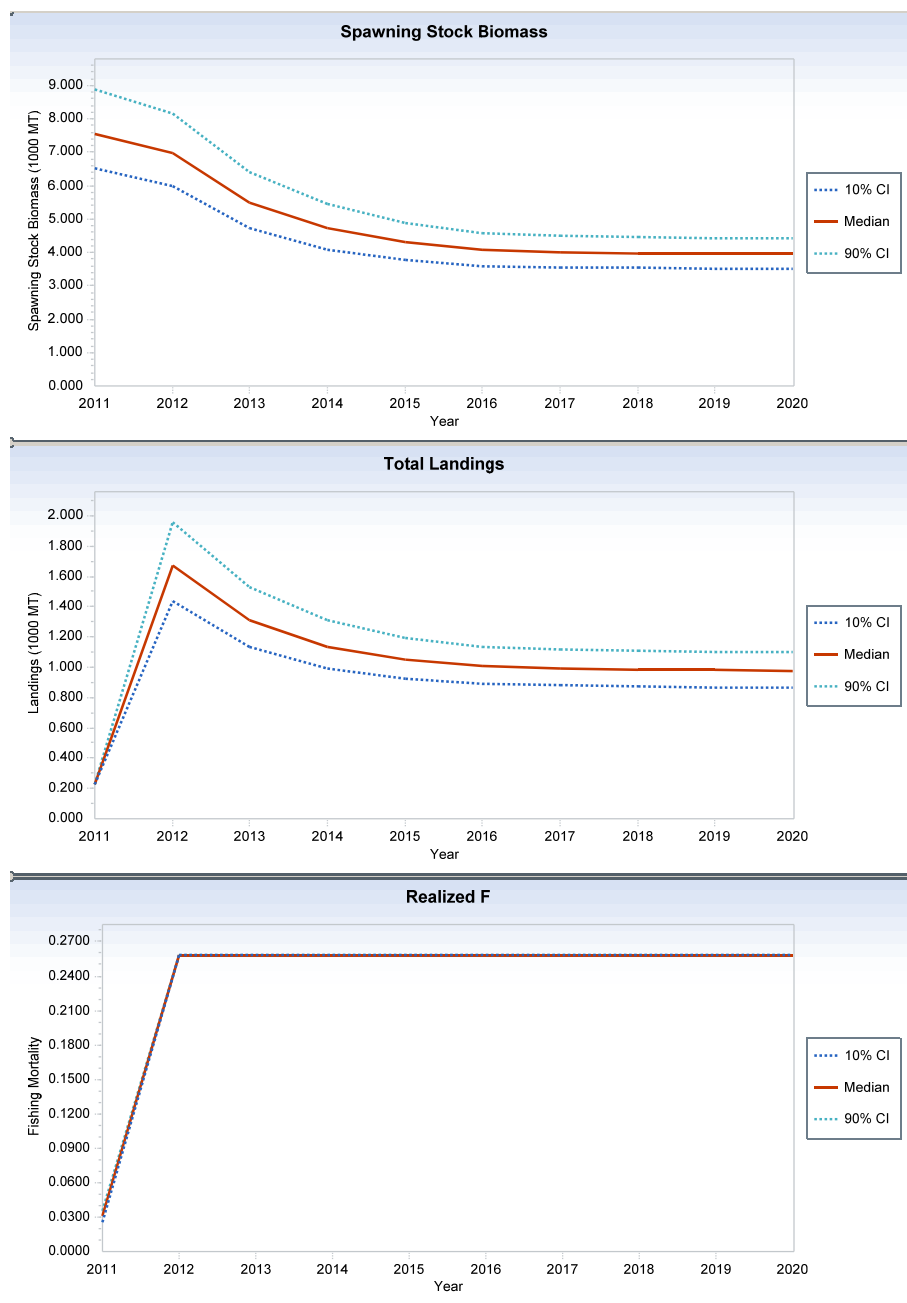 Spawning Stock Biomass
Spawning Stock Biomass (1000 MT)
9.000
8.000
7.000
6.000
5.000
4.000
3.000
2.000
1.000
0.000
2011 2012 2013 2014 2015 2016 2017 2018 2019 2020
Year
10% CI
Median
90% CI
Total Landings
Landings (1000 MT)
2.000
1.800
1.600
1.400
1.200
1.000
0.800
0.600
0.400
0.200
0.000
2011 2012 2013 2014 2015 2016 2017 2018 2019 2020
Year
10% CI
Median
90% CI
Realized F
Fishing Mortality
0.2700
0.2400
0.2100
0.1800
0.1500
0.1200
0.0900
0.0600
0.0300
0.0000
2011 2012 2013 2014 2015 2016 2017 2018 2019 2020
Year
10% CI
Median
90% CI